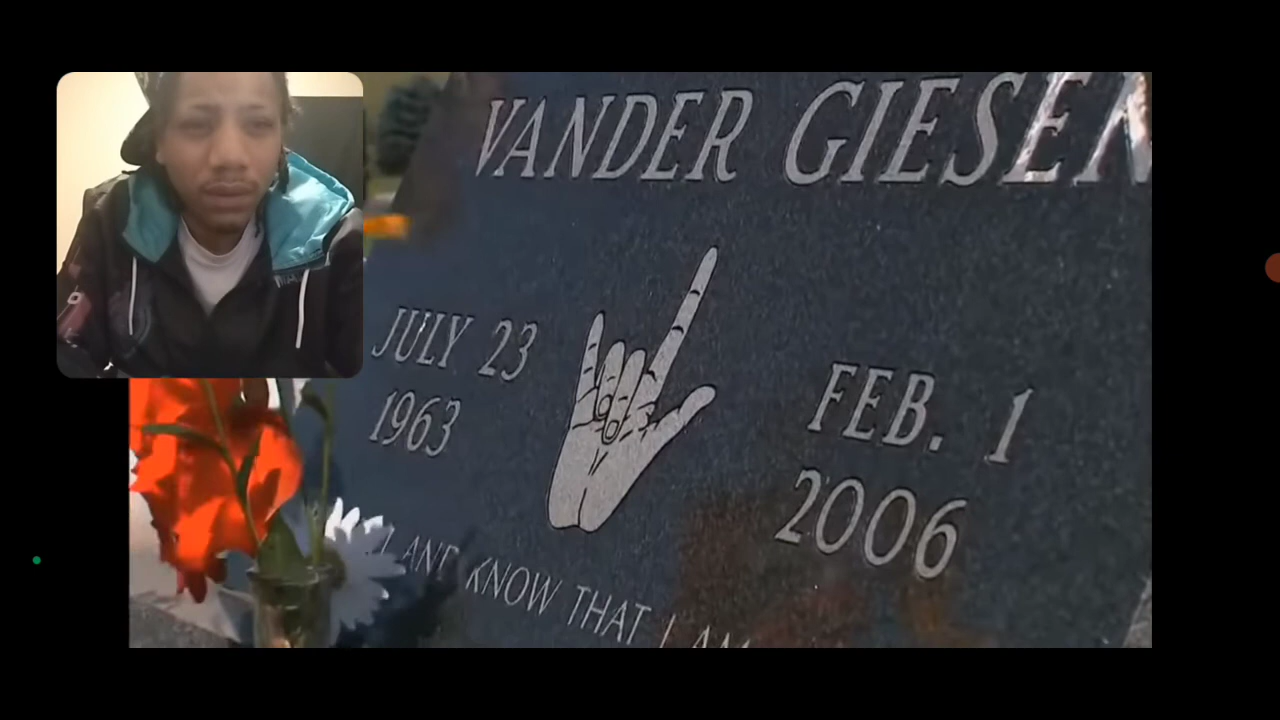 VANDER GIESEN
JULY 23
1963
FEB. 1
2006
AND KNOW THAT I AM